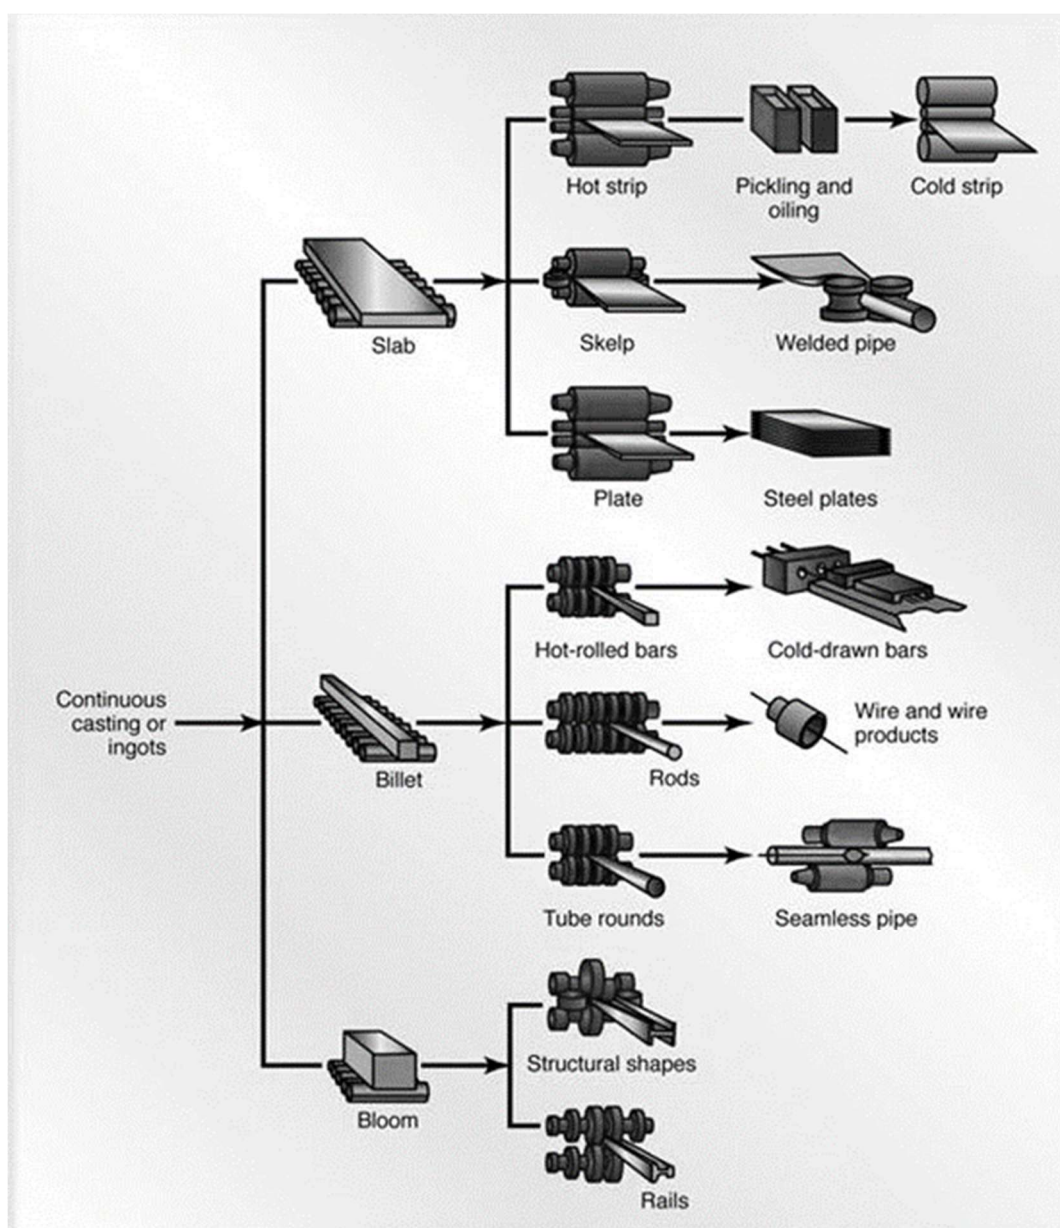 Hot strip
Pickling and
oiling
Cold strip
Slab
Skelp
Welded pipe
Plate
Steel plates
Hot-rolled bars
Cold-drawn bars
Continuous
casting or
ingots
Billet
Rods
Wire and wire
products
Tube rounds
Seamless pipe
Structural shapes
Bloom
Rails